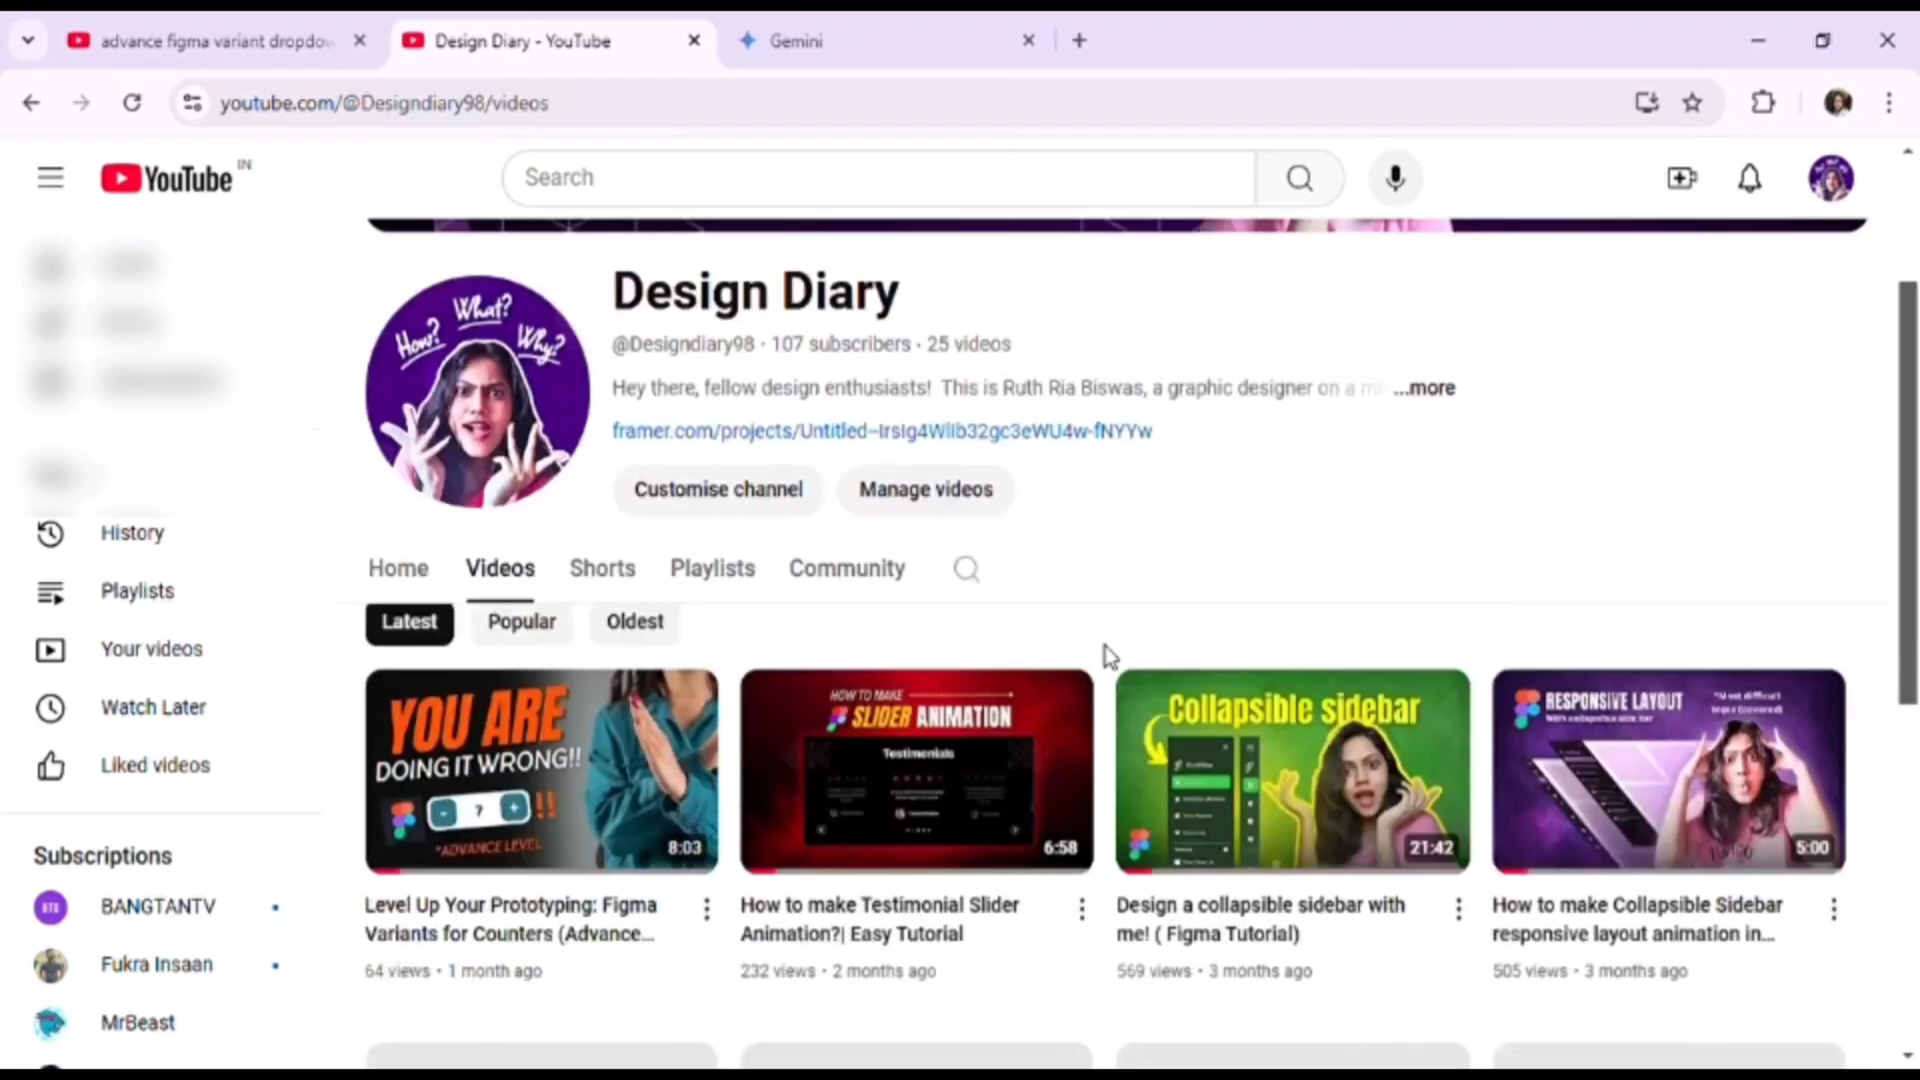 advance figma variant dropdo
Design Diary - YouTube
Gemini
youtube.com/@Designdiary98/videos
YouTube IN
Search
Design Diary
@Designdiary98 · 107 subscribers · 25 videos
Hey there, fellow design enthusiasts! This is Ruth Ria Biswas, a graphic designer on a ...more
framer.com/projects/Untitled--IrsIg4WIib32gc3eWU4w-fNYYw
Customise channel
Manage videos
How? What? Why?
Home
Videos
Shorts
Playlists
Community
Latest
Popular
Oldest
History
Playlists
Your videos
Watch Later
Liked videos
Subscriptions
BANGTANTV
Fukra Insaan
MrBeast
YOU ARE
DOING IT WRONG!!
- ? + !!
*ADVANCE LEVEL
8:03
Level Up Your Prototyping: Figma
Variants for Counters (Advance...
64 views · 1 month ago
HOW TO MAKE
SLIDER ANIMATION
Testimonials
6:58
How to make Testimonial Slider
Animation?| Easy Tutorial
232 views · 2 months ago
Collapsible sidebar
21:42
Design a collapsible sidebar with
me! ( Figma Tutorial)
569 views · 3 months ago
RESPONSIVE LAYOUT
5:00
How to make Collapsible Sidebar
responsive layout animation in...
505 views · 3 months ago